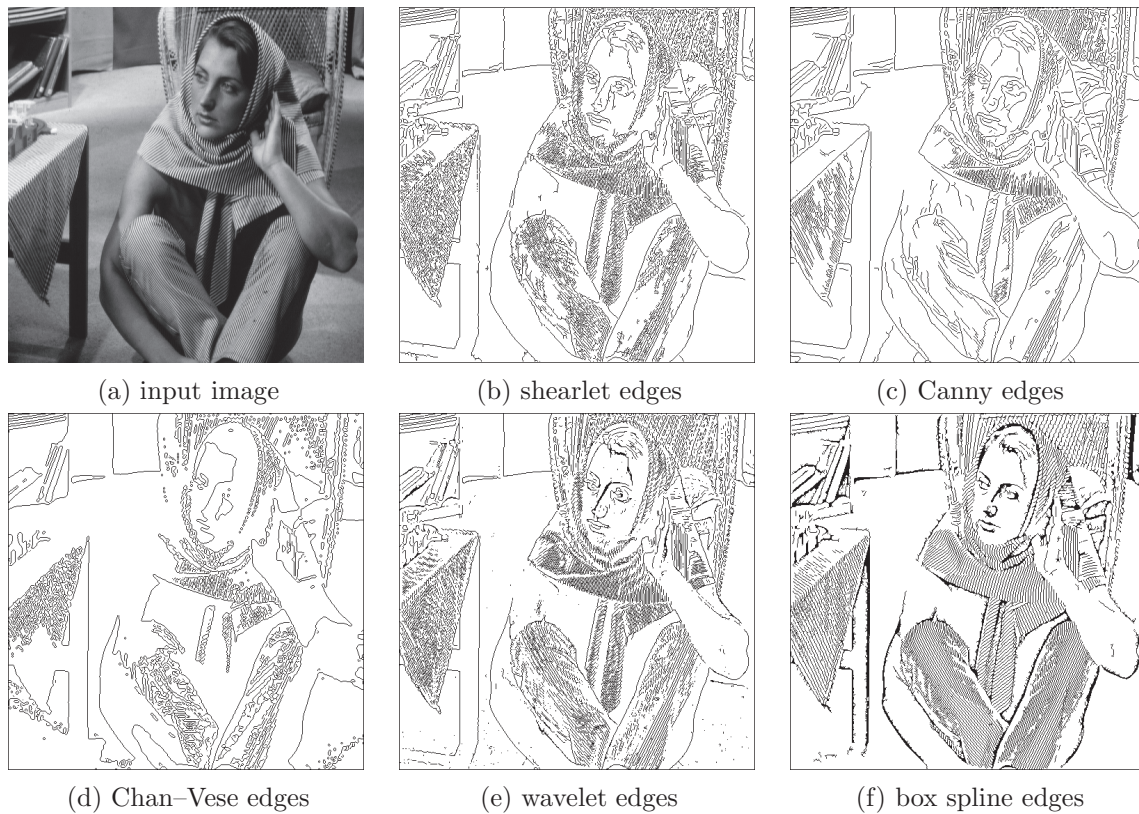 (a) input image
(b) shearlet edges
(c) Canny edges
(d) Chan–Vese edges
(e) wavelet edges
(f) box spline edges